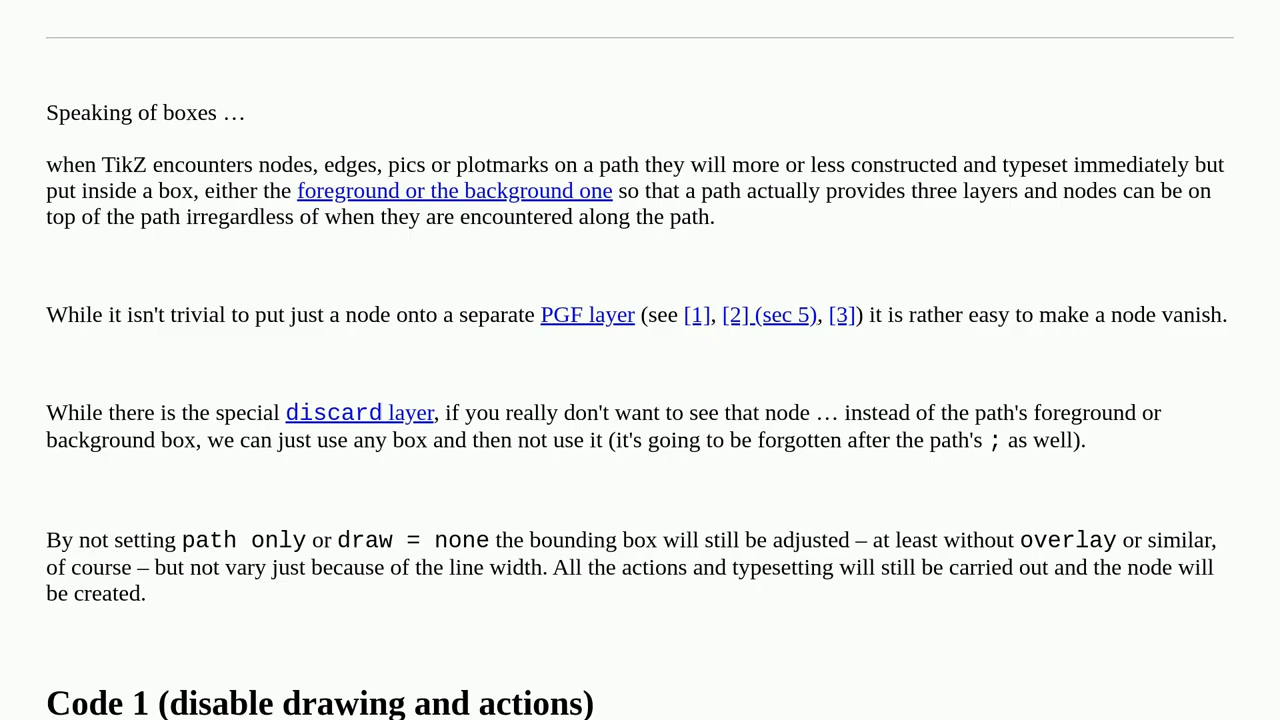 Speaking of boxes …
when TikZ encounters nodes, edges, pics or plotmarks on a path they will more or less constructed and typeset immediately but
put inside a box, either the foreground or the background one so that a path actually provides three layers and nodes can be on
top of the path irregardless of when they are encountered along the path.
While it isn't trivial to put just a node onto a separate PGF layer (see [1], [2] (sec 5), [3]) it is rather easy to make a node vanish.
While there is the special discard layer, if you really don't want to see that node … instead of the path's foreground or
background box, we can just use any box and then not use it (it's going to be forgotten after the path's ; as well).
By not setting path only or draw = none the bounding box will still be adjusted – at least without overlay or similar,
of course – but not vary just because of the line width. All the actions and typesetting will still be carried out and the node will
be created.
Code 1 (disable drawing and actions)